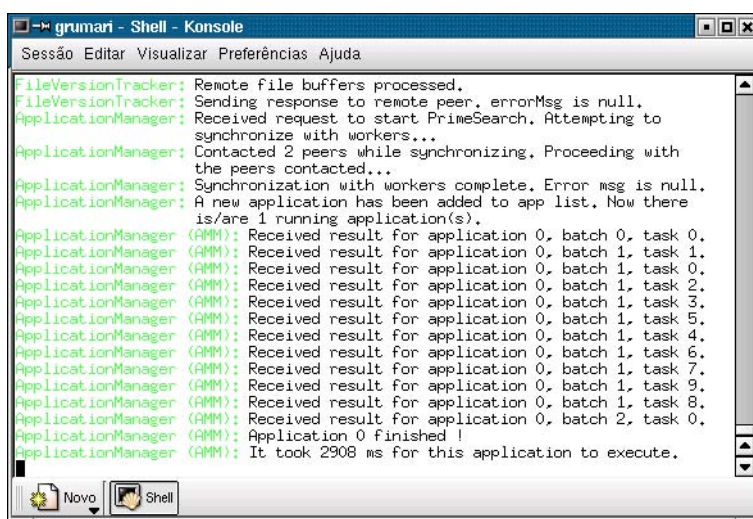 grumari - Shell - Konsole
Sessão Editar Visualizar Preferências Ajuda
FileVersionTracker: Remote file buffers processed.
FileVersionTracker: Sending response to remote peer. errorMsg is null.
ApplicationManager: Received request to start PrimeSearch. Attempting to
synchronize with workers...
ApplicationManager: Contacted 2 peers while synchronizing. Proceeding with
the peers contacted...
ApplicationManager: Synchronization with workers complete. Error msg is null.
ApplicationManager: A new application has been added to app list. Now there
is/are 1 running application(s).
ApplicationManager (AMM): Received result for application 0, batch 0, task 0.
ApplicationManager (AMM): Received result for application 0, batch 1, task 1.
ApplicationManager (AMM): Received result for application 0, batch 1, task 0.
ApplicationManager (AMM): Received result for application 0, batch 1, task 2.
ApplicationManager (AMM): Received result for application 0, batch 1, task 3.
ApplicationManager (AMM): Received result for application 0, batch 1, task 5.
ApplicationManager (AMM): Received result for application 0, batch 1, task 4.
ApplicationManager (AMM): Received result for application 0, batch 1, task 6.
ApplicationManager (AMM): Received result for application 0, batch 1, task 7.
ApplicationManager (AMM): Received result for application 0, batch 1, task 9.
ApplicationManager (AMM): Received result for application 0, batch 1, task 8.
ApplicationManager (AMM): Received result for application 0, batch 2, task 0.
ApplicationManager (AMM): Application 0 finished !
ApplicationManager (AMM): It took 2908 ms for this application to execute.
Novo Shell